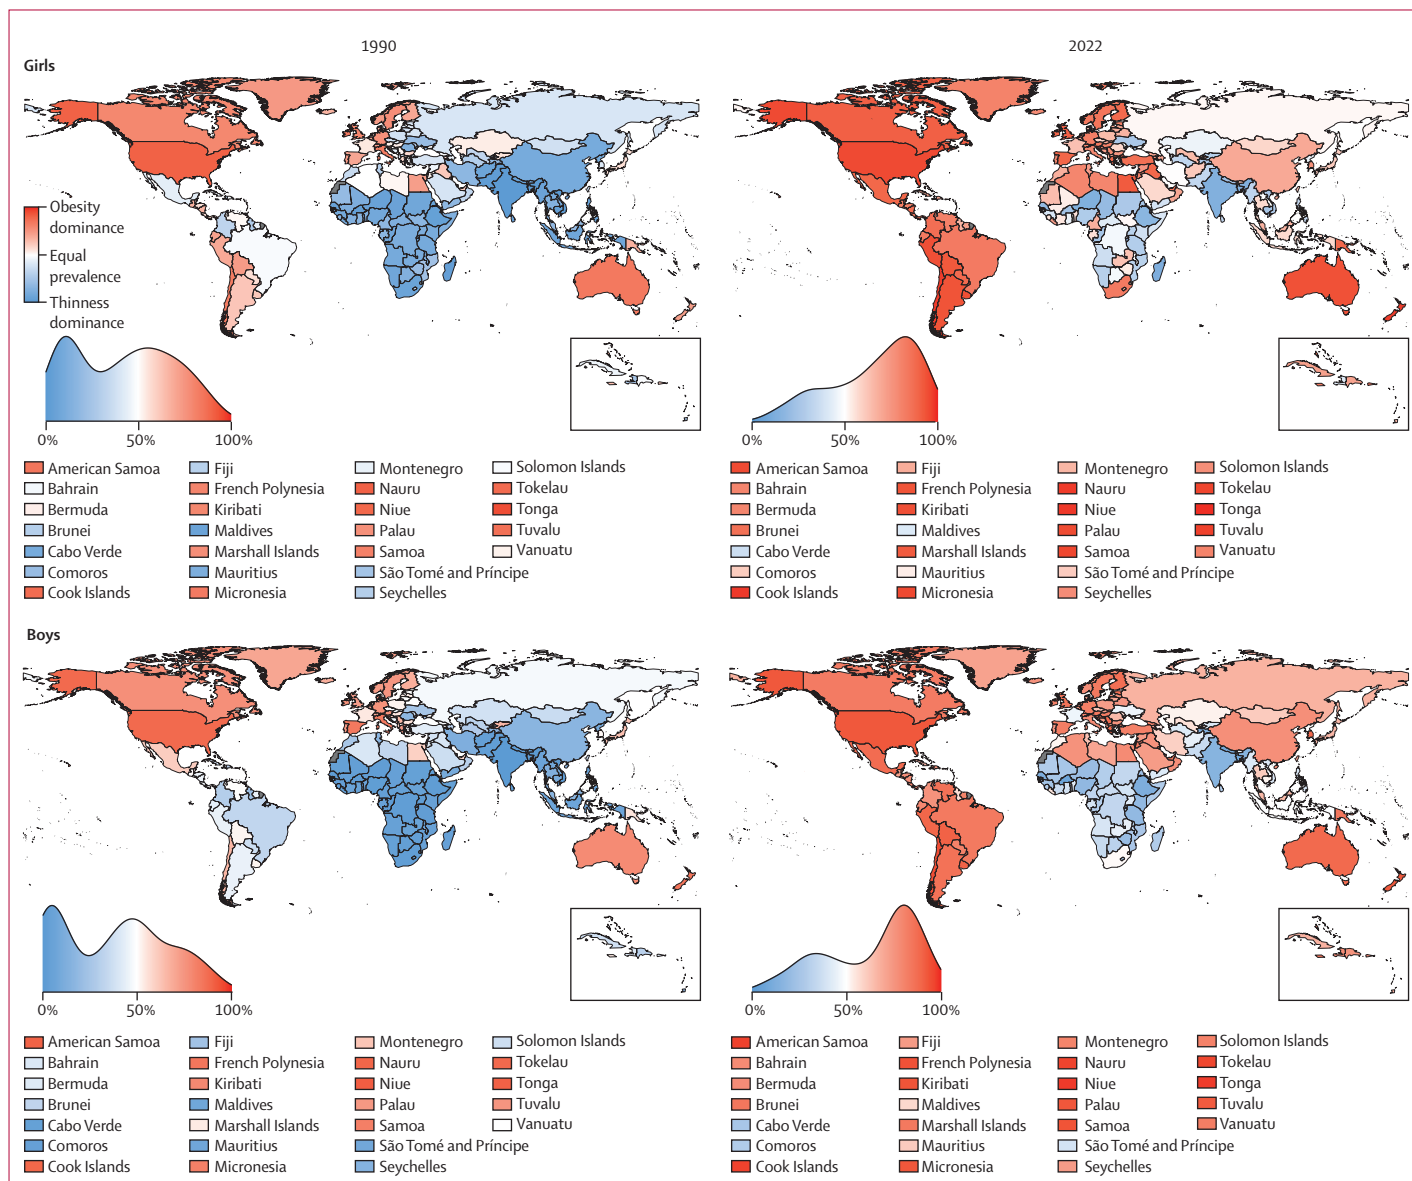 1990
2022
Girls
Obesity
dominance
Equal
prevalence
Thinness
dominance
0%
50%
100%
0%
50%
100%
American Samoa
Bahrain
Bermuda
Brunei
Cabo Verde
Comoros
Cook Islands
Fiji
French Polynesia
Kiribati
Maldives
Marshall Islands
Mauritius
Micronesia
Montenegro
Nauru
Niue
Palau
Samoa
São Tomé and Príncipe
Seychelles
Solomon Islands
Tokelau
Tonga
Tuvalu
Vanuatu
American Samoa
Bahrain
Bermuda
Brunei
Cabo Verde
Comoros
Cook Islands
Fiji
French Polynesia
Kiribati
Maldives
Marshall Islands
Mauritius
Micronesia
Montenegro
Nauru
Niue
Palau
Samoa
São Tomé and Príncipe
Seychelles
Solomon Islands
Tokelau
Tonga
Tuvalu
Vanuatu
Boys
0%
50%
100%
0%
50%
100%
American Samoa
Bahrain
Bermuda
Brunei
Cabo Verde
Comoros
Cook Islands
Fiji
French Polynesia
Kiribati
Maldives
Marshall Islands
Mauritius
Micronesia
Montenegro
Nauru
Niue
Palau
Samoa
São Tomé and Príncipe
Seychelles
Solomon Islands
Tokelau
Tonga
Tuvalu
Vanuatu
American Samoa
Bahrain
Bermuda
Brunei
Cabo Verde
Comoros
Cook Islands
Fiji
French Polynesia
Kiribati
Maldives
Marshall Islands
Mauritius
Micronesia
Montenegro
Nauru
Niue
Palau
Samoa
São Tomé and Príncipe
Seychelles
Solomon Islands
Tokelau
Tonga
Tuvalu
Vanuatu